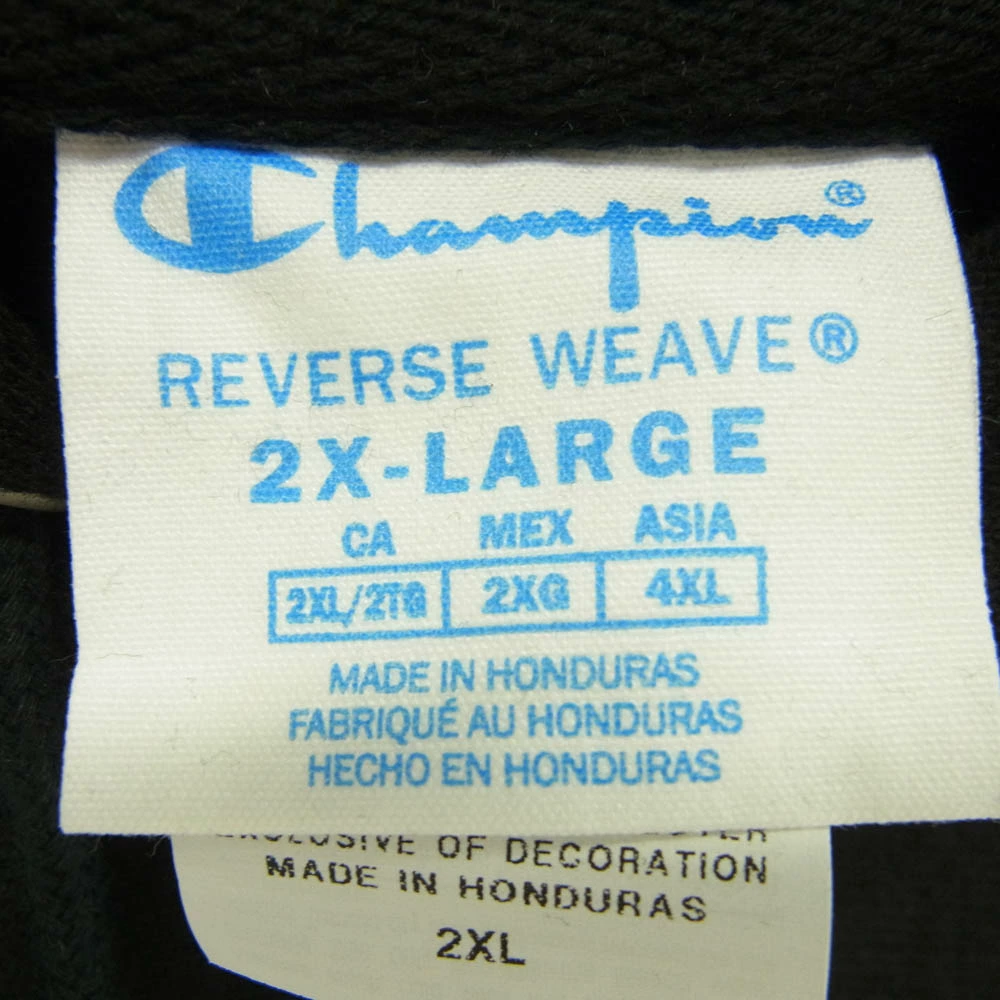 Champion®
REVERSE WEAVE®
2X-LARGE
CA MEX ASIA
2XL/2TG 2XG 4XL
MADE IN HONDURAS
FABRIQUÉ AU HONDURAS
HECHO EN HONDURAS
EXCLUSIVE OF DECORATION
MADE IN HONDURAS
2XL